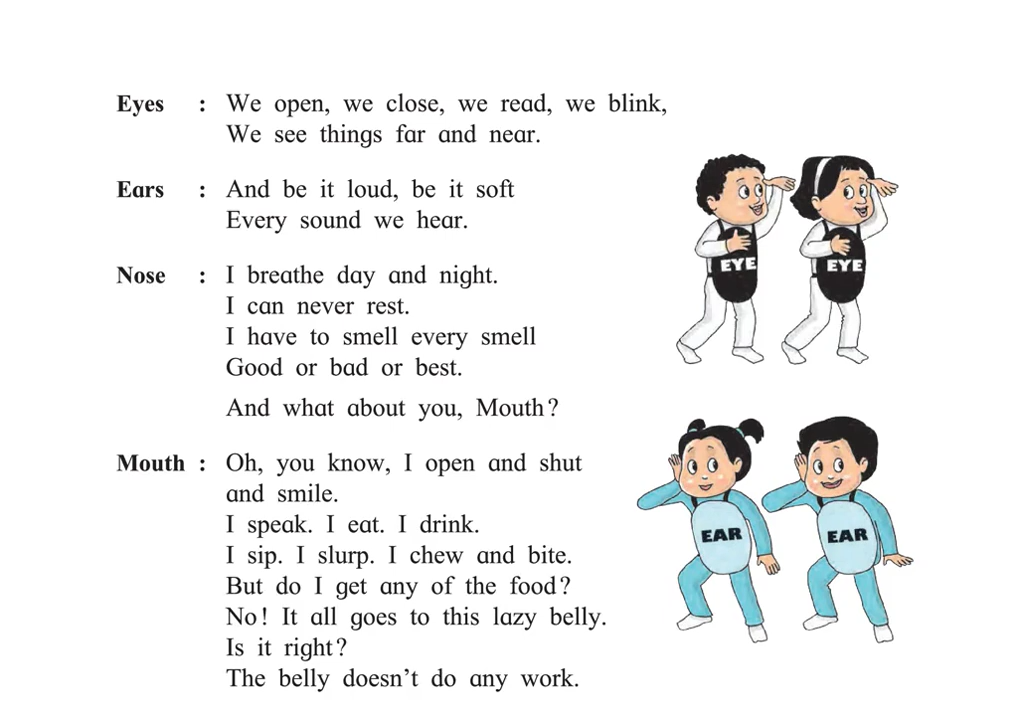 Eyes : We open, we close, we read, we blink,
We see things far and near.
Ears : And be it loud, be it soft
Every sound we hear.
Nose : I breathe day and night.
I can never rest.
I have to smell every smell
Good or bad or best.
And what about you, Mouth?
Mouth : Oh, you know, I open and shut
and smile.
I speak. I eat. I drink.
I sip. I slurp. I chew and bite.
But do I get any of the food?
No! It all goes to this lazy belly.
Is it right?
The belly doesn't do any work.
EYE EYE
EAR EAR